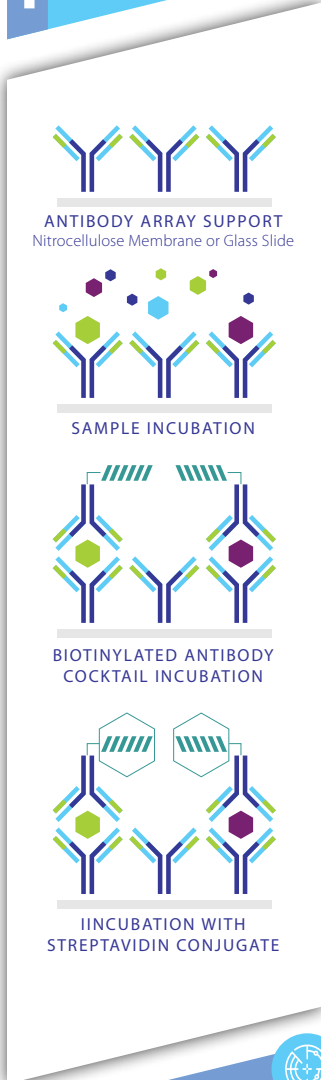 ANTIBODY ARRAY SUPPORT
Nitrocellulose Membrane or Glass Slide
SAMPLE INCUBATION
BIOTINYLATED ANTIBODY
COCKTAIL INCUBATION
IINCUBATION WITH
STREPTAVIDIN CONJUGATE